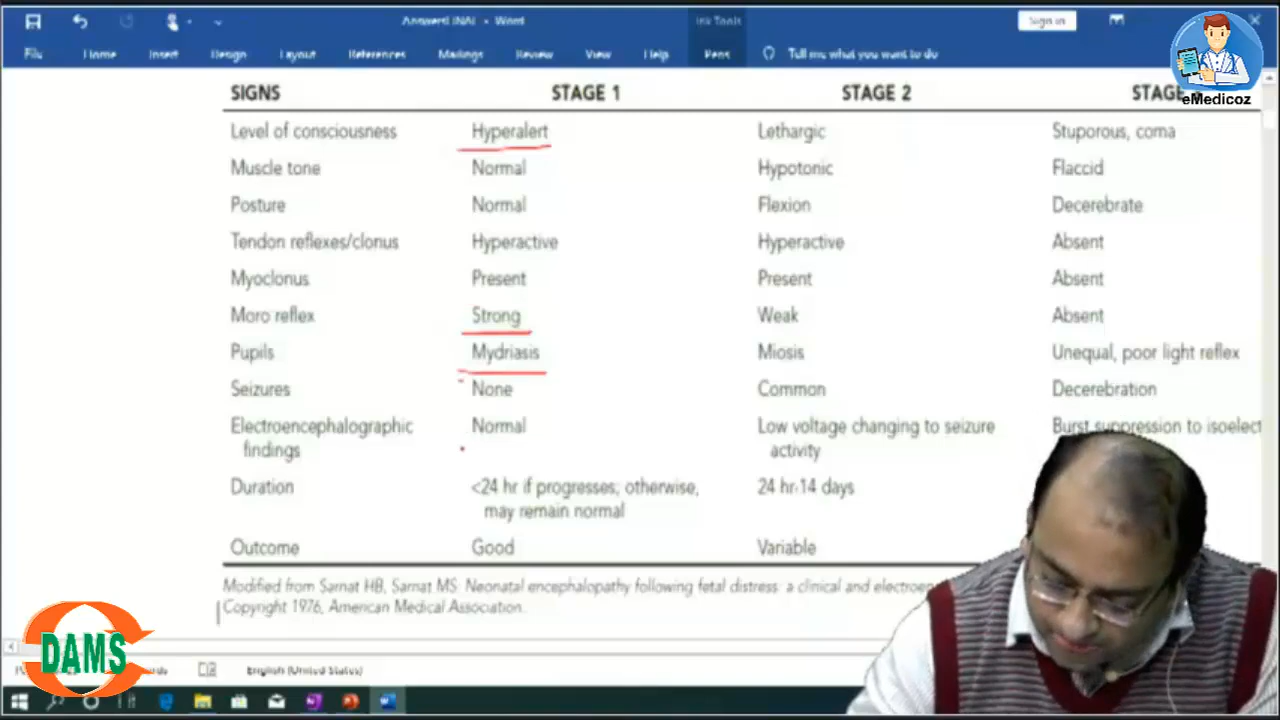 AnswersINAI - Word
Ink Tools
Sign in
File Home Insert Design Layout References Mailings Review View Help Pens Tell me what you want to do
eMedicoz
SIGNS STAGE 1 STAGE 2 STAGE
Level of consciousness Hyperalert Lethargic Stuporous, coma
Muscle tone Normal Hypotonic Flaccid
Posture Normal Flexion Decerebrate
Tendon reflexes/clonus Hyperactive Hyperactive Absent
Myoclonus Present Present Absent
Moro reflex Strong Weak Absent
Pupils Mydriasis Miosis Unequal, poor light reflex
Seizures None Common Decerebration
Electroencephalographic Normal Low voltage changing to seizure Burst suppression to isoelect
findings activity
Duration <24 hr if progresses; otherwise, 24 hr-14 days
may remain normal
Outcome Good Variable
Modified from Sarnat HB, Sarnat MS: Neonatal encephalopathy following fetal distress: a clinical and electroen
Copyright 1976, American Medical Association.
DAMS
English (United States)